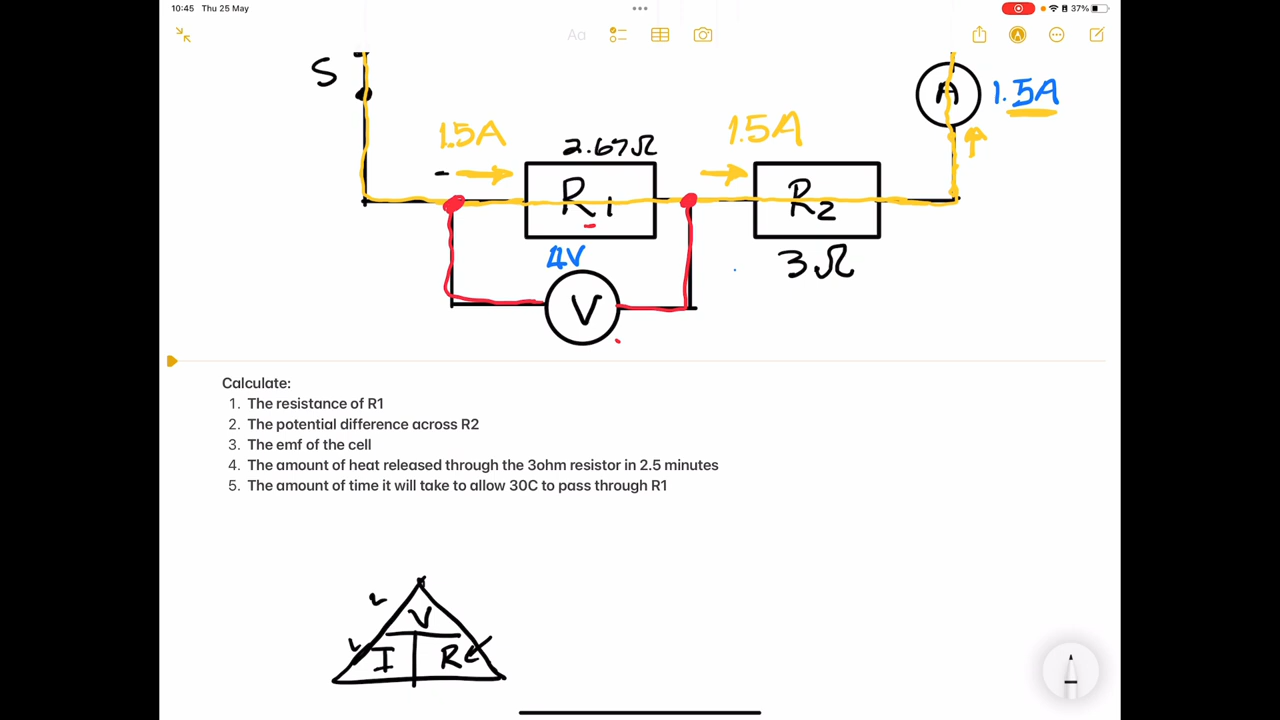 10:45 Thu 25 May
37%
Aa
S
A
1.5A
1.5A
2.67Ω
1.5A
R1
R2
4V
3Ω
V
Calculate:
1. The resistance of R1
2. The potential difference across R2
3. The emf of the cell
4. The amount of heat released through the 3ohm resistor in 2.5 minutes
5. The amount of time it will take to allow 30C to pass through R1
V
I R